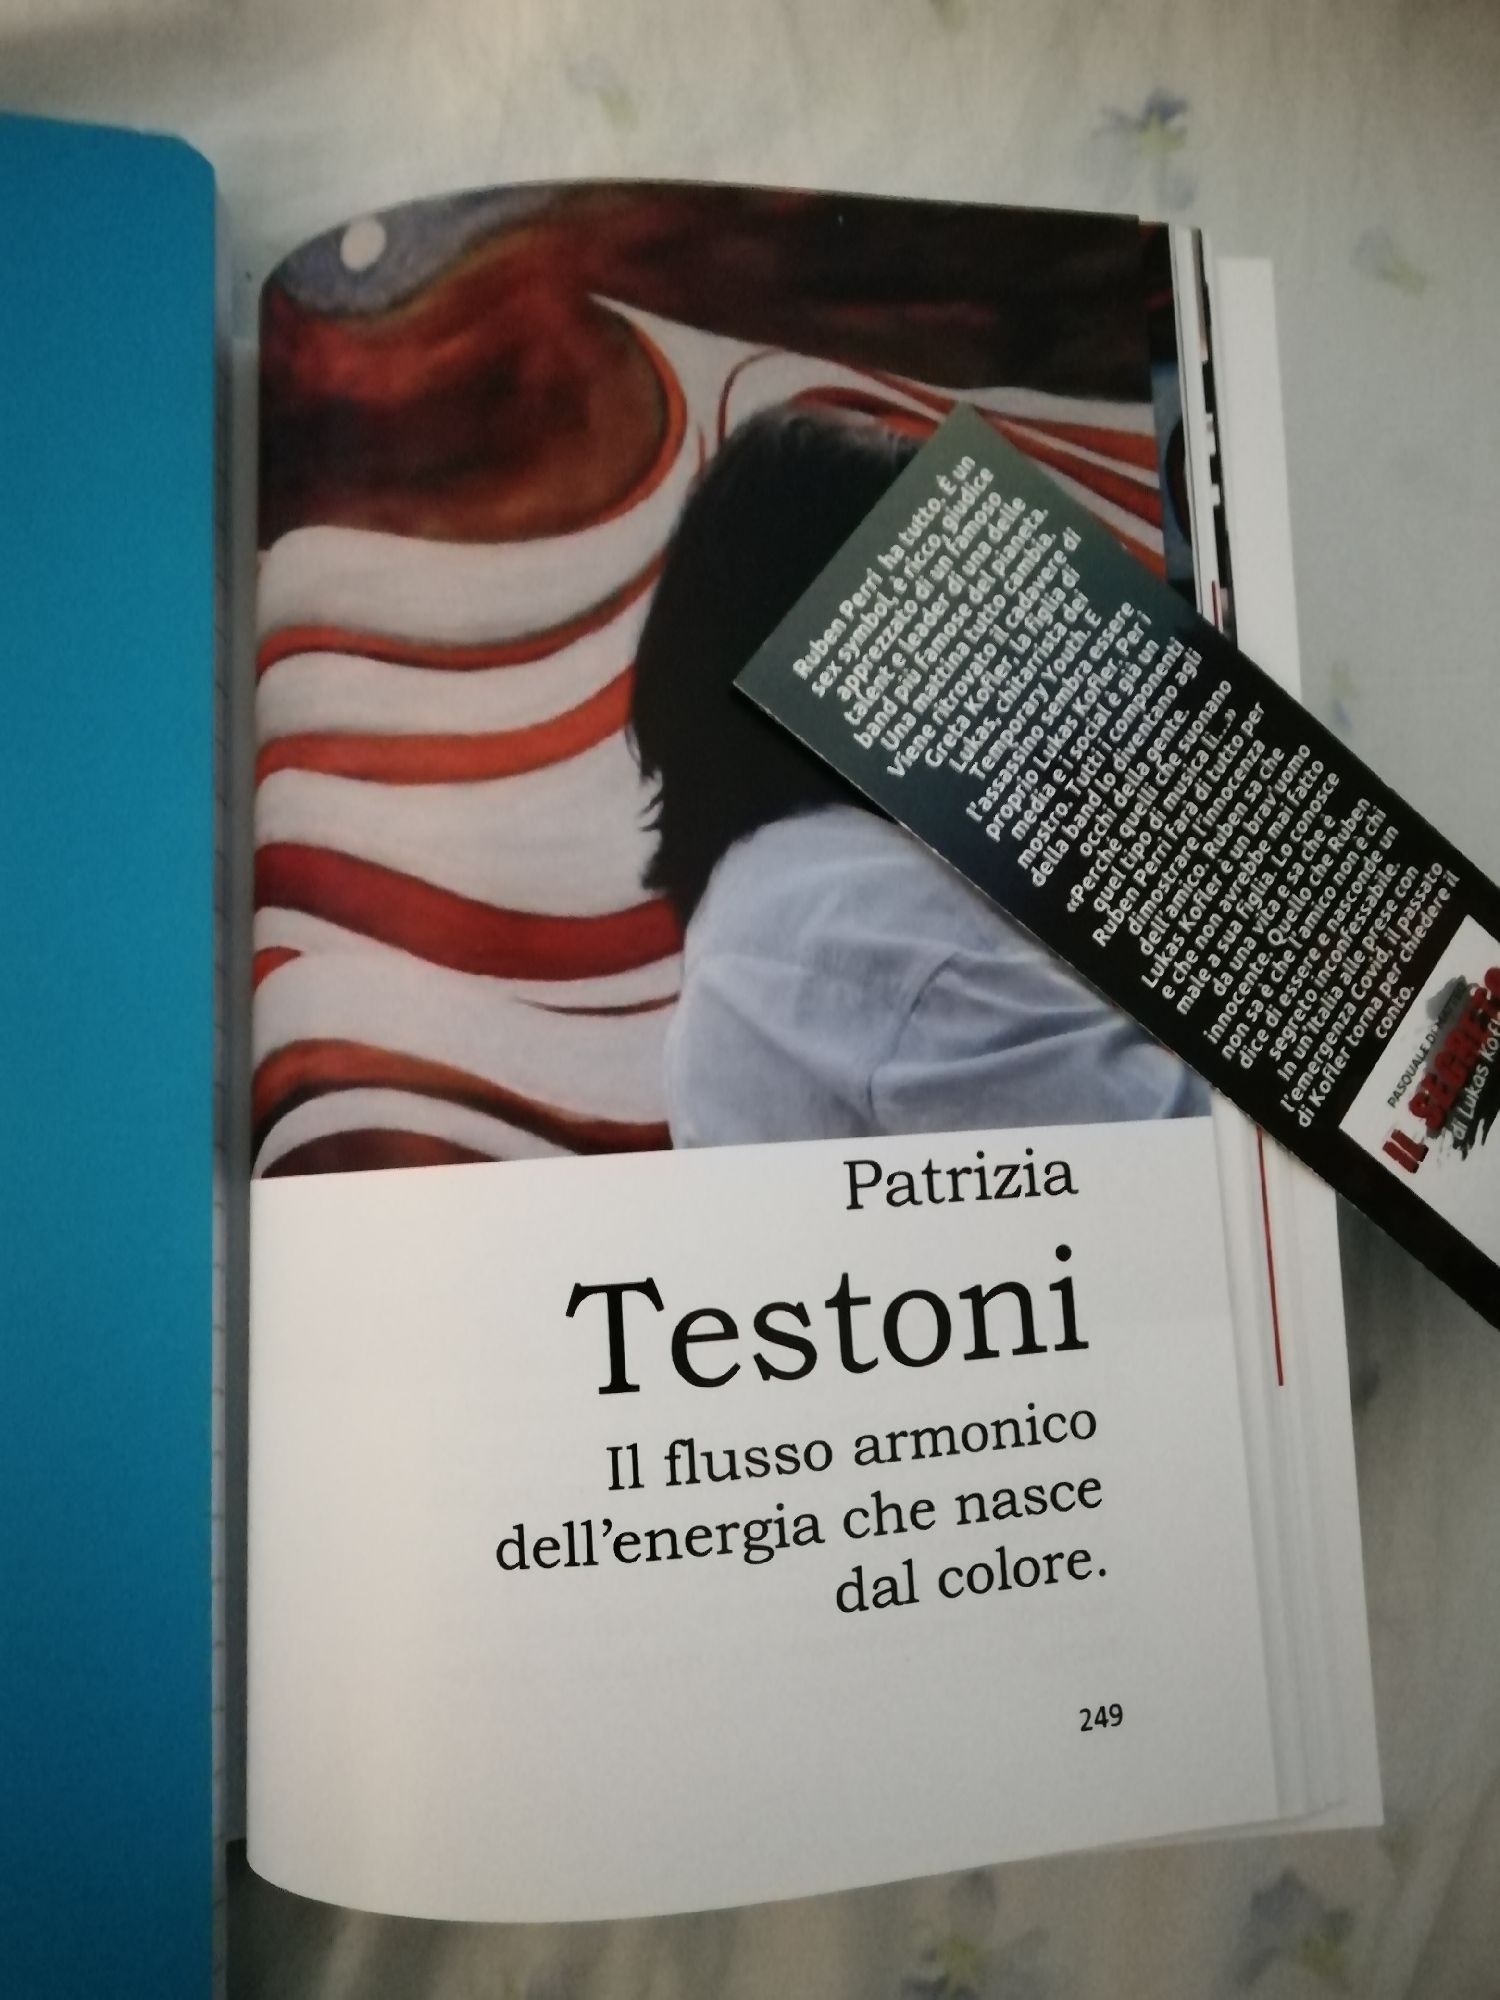 Ruben Perri ha tutto. È un
sex symbol, è ricco, giudice
apprezzato di un famoso
talent e leader di una delle
band più famose del pianeta.
Una mattina tutto cambia.
Viene ritrovato il cadavere di
Greta Kofler, la figlia di
Lukas, chitarrista dei
Temporary Youth. E
l'assassino sembra essere
proprio Lukas Kofler. Per i
media e i social è già un
mostro. Tutti i componenti
della band lo diventano agli
occhi della gente.
«Perché quelli che suonano
quel tipo di musica lì...»
Ruben Perri farà di tutto per
dimostrare l'innocenza
dell'amico. Ruben sa che
Lukas Kofler è un brav'uomo
e che non avrebbe mai fatto
male a sua figlia. Lo conosce
da una vita e sa che è
innocente. Quello che Ruben
non sa è che l'amico non è chi
dice di essere e nasconde un
segreto inconfessabile.
In un'Italia alle prese con
l'emergenza Covid, il passato
di Kofler torna per chiedere il
conto.
PASQUALE DI
IL SEGRETO
di Lukas
Patrizia
Testoni
Il flusso armonico
dell'energia che nasce
dal colore.
249